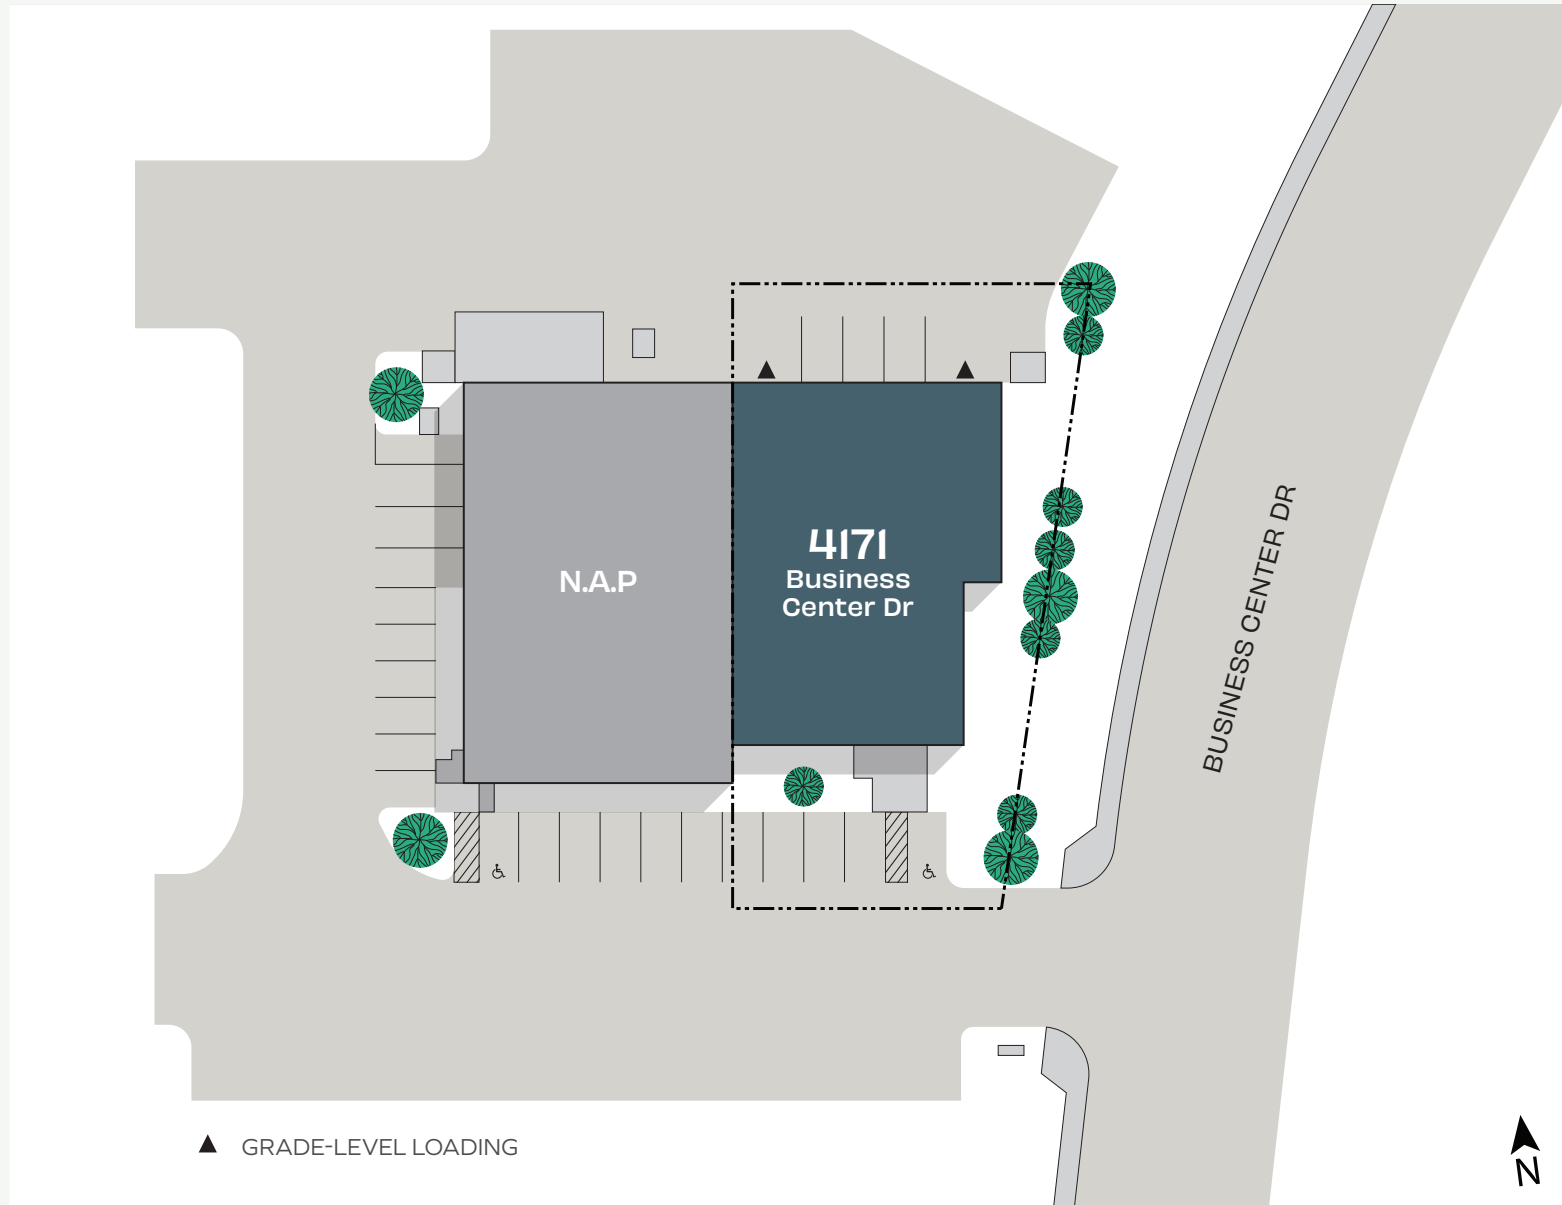 N.A.P
4171
Business
Center Dr
BUSINESS CENTER DR
GRADE-LEVEL LOADING
N